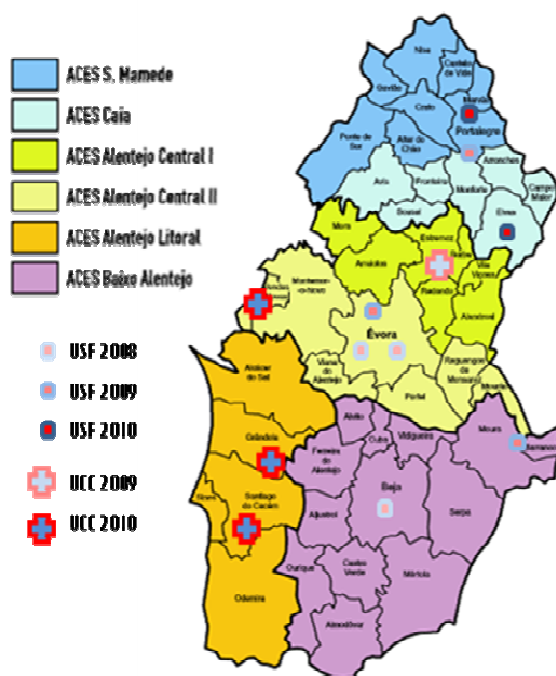 ACES S. Mamede
ACES Caia
ACES Alentejo Central I
ACES Alentejo Central II
ACES Alentejo Litoral
ACES Baixo Alentejo
USF 2008
USF 2009
USF 2010
UCC 2009
UCC 2010
Nisa
Castelo de Vide
Gavião
Crato
Portalegre
Ponte de Sor
Alter do Chão
Arronches
Avis
Fronteira
Monforte
Campo Maior
Sousel
Elvas
Mora
Estremoz
Borba
Arraiolos
Vila Viçosa
Redondo
Alandroal
Montemor-o-Novo
Évora
Viana do Alentejo
Reguengos de Monsaraz
Portel
Mourão
Alcácer do Sal
Grândola
Alvito
Cuba
Vidigueira
Moura
Barrancos
Ferreira do Alentejo
Sines
Santiago do Cacém
Beja
Aljustrel
Serpa
Ourique
Castro Verde
Mértola
Odemira
Almodôvar